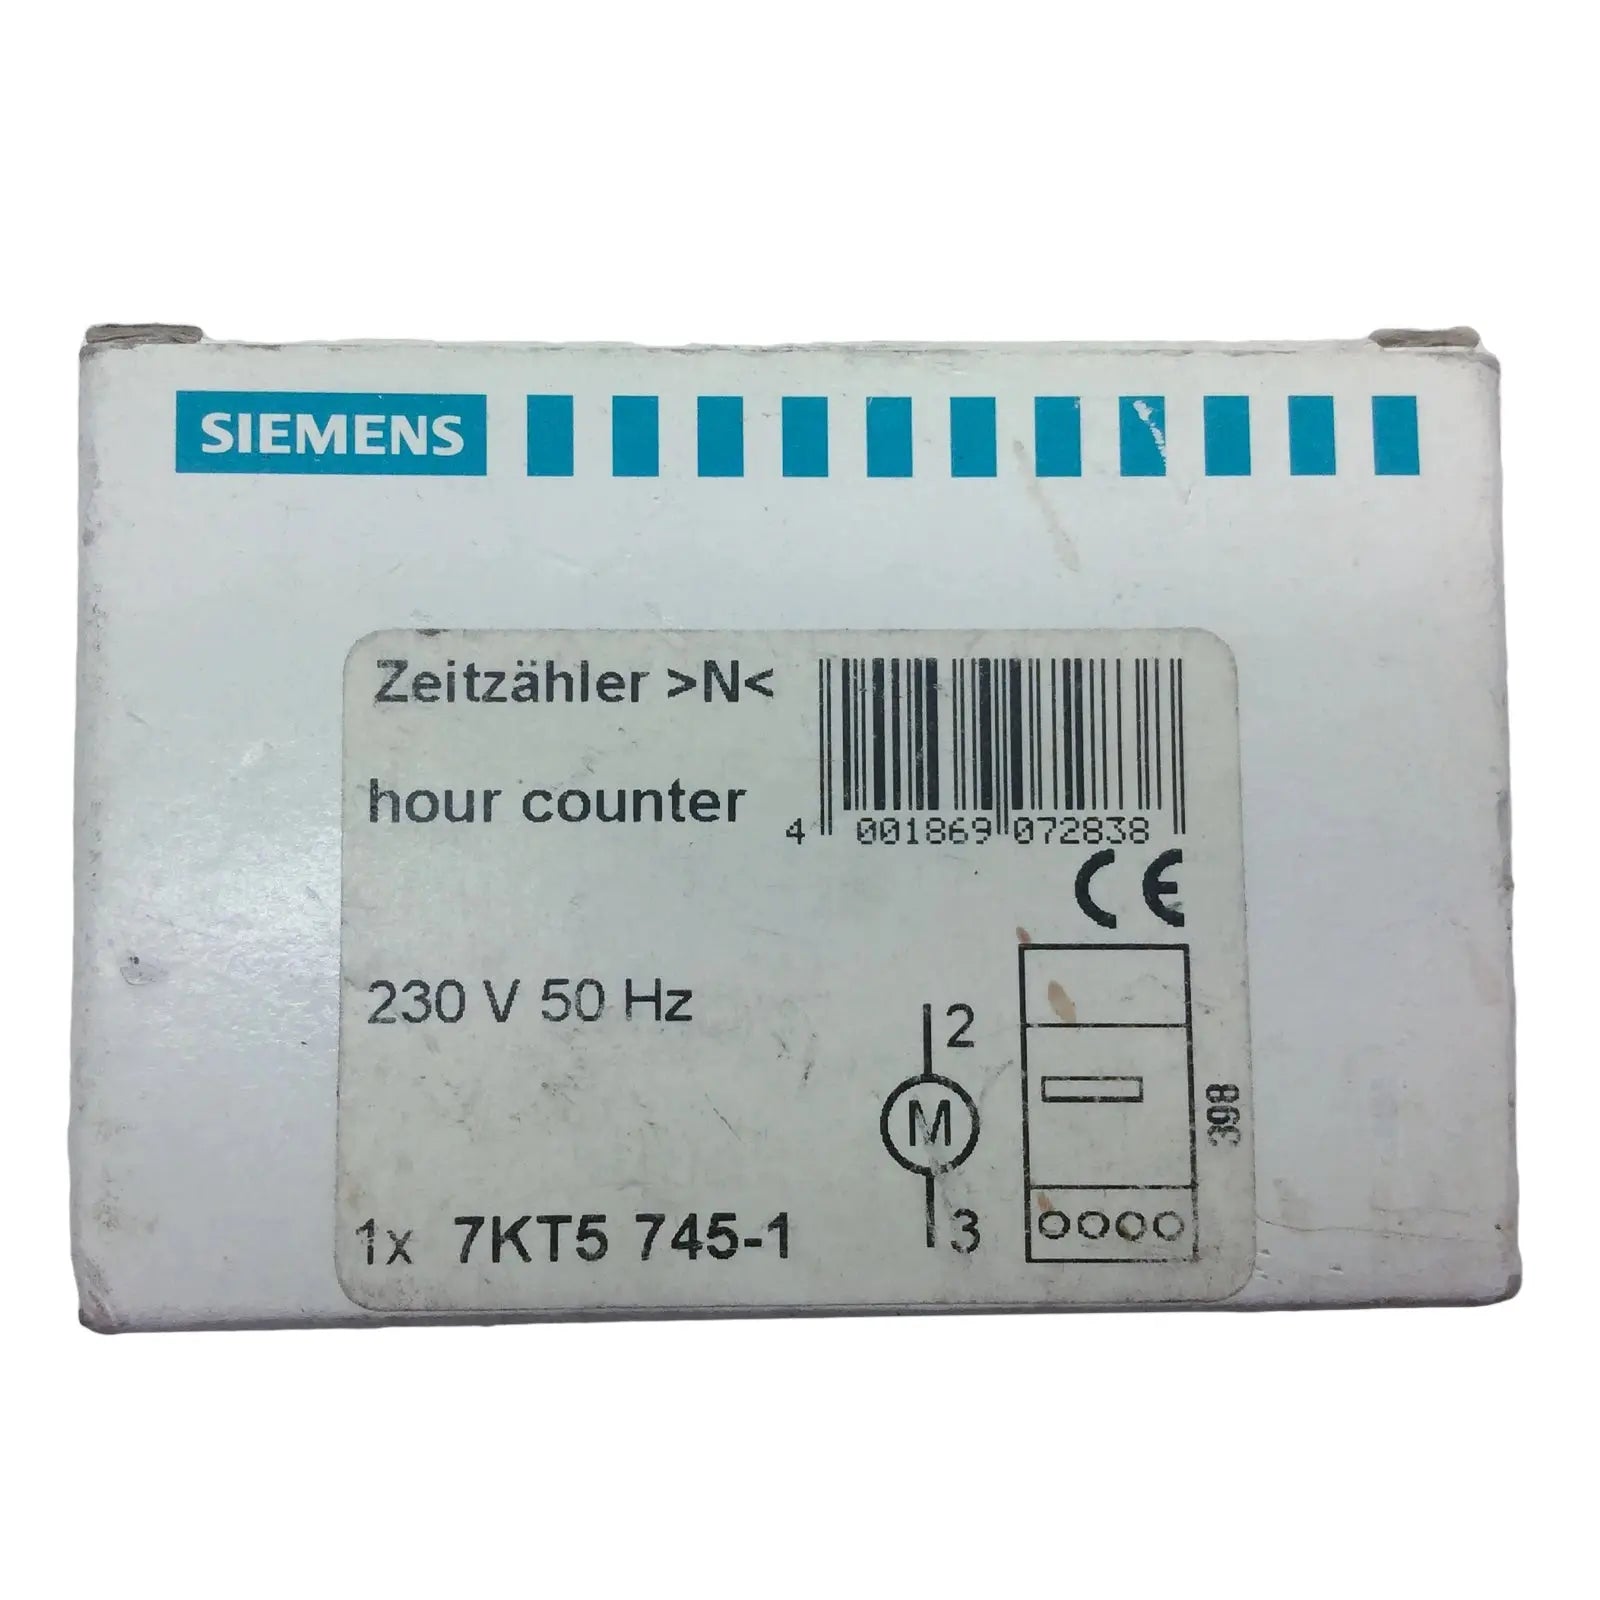 SIEMENS
Zeitzähler >N<
hour counter
4 001869 072838
CE
230 V 50 Hz
2
M
3
398
1x 7KT5 745-1